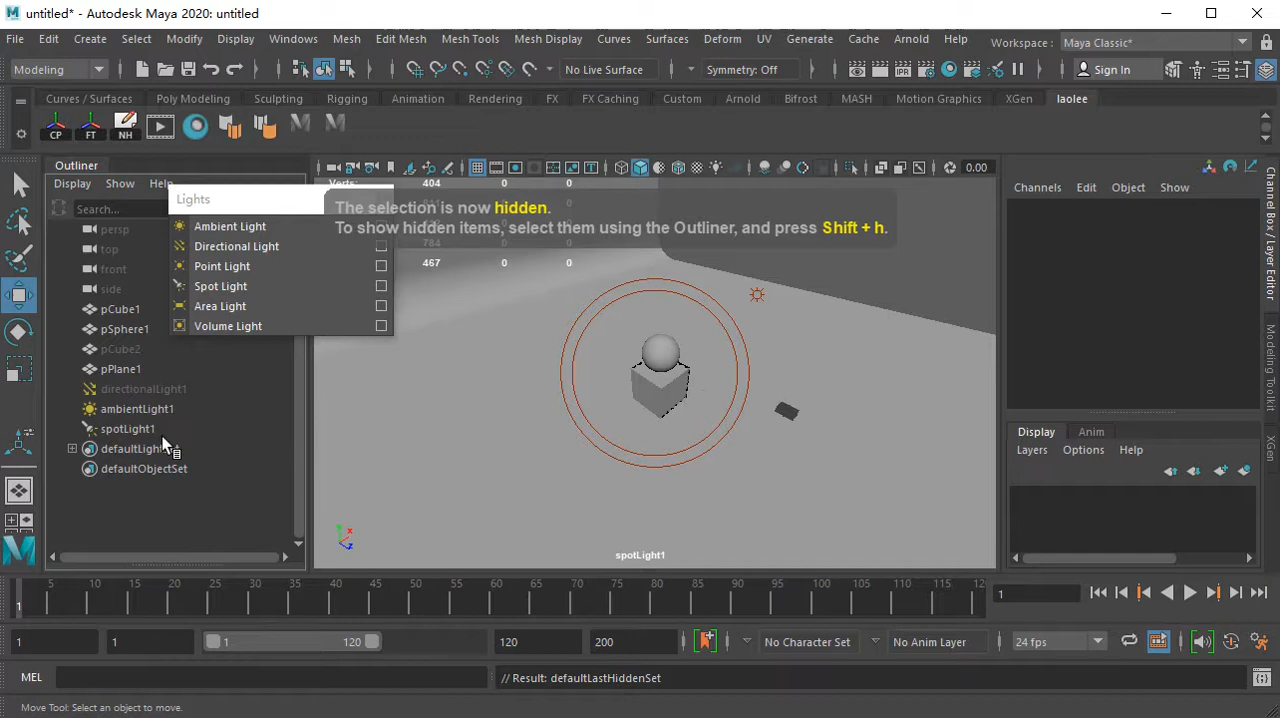 untitled* - Autodesk Maya 2020: untitled
File Edit Create Select Modify Display Windows Mesh Edit Mesh Mesh Tools Mesh Display Curves Surfaces Deform UV Generate Cache Arnold Help Workspace : Maya Classic*
Modeling No Live Surface Symmetry: Off Sign In
Curves / Surfaces Poly Modeling Sculpting Rigging Animation Rendering FX FX Caching Custom Arnold Bifrost MASH Motion Graphics XGen laolee
CP FT NH
Outliner
0.00
Display Show Help
Verts: 404 0 0
Channels Edit Object Show
Lights
Search...
The selection is now hidden.
To show hidden items, select them using the Outliner, and press Shift + h.
784 0 0
467 0 0
Ambient Light
Directional Light
Point Light
Spot Light
Area Light
Volume Light
persp
top
front
side
pCube1
pSphere1
pCube2
pPlane1
directionalLight1
ambientLight1
spotLight1
defaultLigh
defaultObjectSet
spotLight1
Channel Box / Layer Editor
Modeling Toolkit
XGen
Display Anim
Layers Options Help
5 10 15 20 25 30 35 40 45 50 55 60 65 70 75 80 85 90 95 100 105 110 115 12
1 1
1 1 1 120 120 200 No Character Set No Anim Layer 24 fps
MEL // Result: defaultLastHiddenSet
Move Tool: Select an object to move.